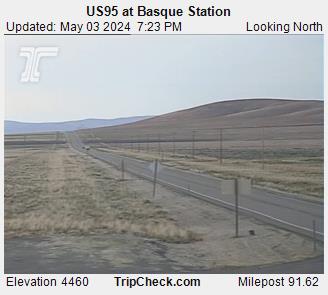 US95 at Basque Station
Updated: May 03 2024 7:23 PM Looking North
Elevation 4460 TripCheck.com Milepost 91.62